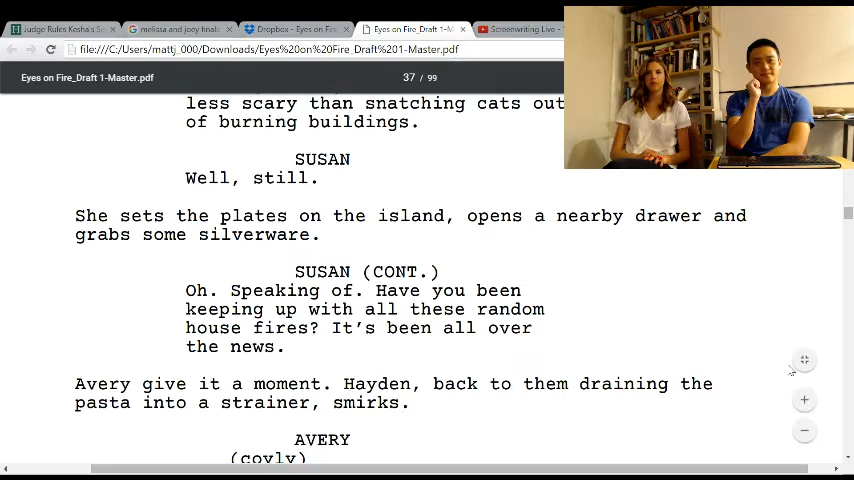 Judge Rules Kesha's Se
melissa and joey finale
Dropbox - Eyes on Fire
Eyes on Fire_Draft 1-M
Screenwriting Live -
file:///C:/Users/mattj_000/Downloads/Eyes%20on%20Fire_Draft%201-Master.pdf
Eyes on Fire_Draft 1-Master.pdf
37 / 99
less scary than snatching cats out
of burning buildings.
SUSAN
Well, still.
She sets the plates on the island, opens a nearby drawer and
grabs some silverware.
SUSAN (CONT.)
Oh. Speaking of. Have you been
keeping up with all these random
house fires? It's been all over
the news.
Avery give it a moment. Hayden, back to them draining the
pasta into a strainer, smirks.
AVERY
(coyly)